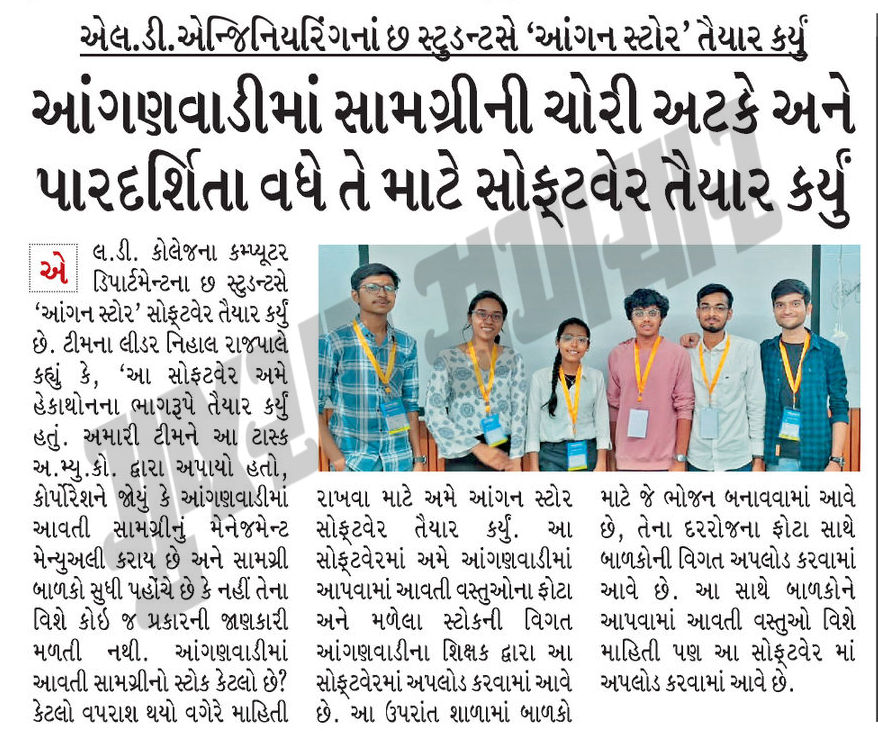 એલ.ડી.એન્જિનિયરિંગનાં છ સ્ટુડન્ટસે ‘આંગન સ્ટોર’ તૈયાર કર્યું
આંગણવાડીમાં સામગ્રીની ચોરી અટકે અને
પારદર્શિતા વધે તે માટે સોફ્ટવેર તૈયાર કર્યું
એ
લ.ડી. કોલેજના કમ્પ્યૂટર
ડિપાર્ટમેન્ટના છ સ્ટુડન્ટસે
‘આંગન સ્ટોર’ સોફ્ટવેર તૈયાર કર્યું
છે. ટીમના લીડર નિહાલ રાજપાલે
કહ્યું કે, ‘આ સોફ્ટવેર અમે
હેકાથોનના ભાગરૂપે તૈયાર કર્યું
હતું. અમારી ટીમને આ ટાસ્ક
અ.મ્યુ.કો. દ્વારા અપાયો હતો,
કોર્પોરેશને જોયું કે આંગણવાડીમાં
આવતી સામગ્રીનું મેનેજમેન્ટ
મેન્યુઅલી કરાય છે અને સામગ્રી
બાળકો સુધી પહોંચે છે કે નહીં તેના
વિશે કોઇ જ પ્રકારની જાણકારી
મળતી નથી. આંગણવાડીમાં
આવતી સામગ્રીનો સ્ટોક કેટલો છે?
કેટલો વપરાશ થયો વગેરે માહિતી
રાખવા માટે અમે આંગન સ્ટોર
સોફ્ટવેર તૈયાર કર્યું. આ
સોફ્ટવેરમાં અમે આંગણવાડીમાં
આપવામાં આવતી વસ્તુઓના ફોટા
અને મળેલા સ્ટોકની વિગત
આંગણવાડીના શિક્ષક દ્વારા આ
સોફ્ટવેરમાં અપલોડ કરવામાં આવે
છે. આ ઉપરાંત શાળામાં બાળકો
માટે જે ભોજન બનાવવામાં આવે
છે, તેના દરરોજના ફોટા સાથે
બાળકોની વિગત અપલોડ કરવામાં
આવે છે. આ સાથે બાળકોને
આપવામાં આવતી વસ્તુઓ વિશે
માહિતી પણ આ સોફ્ટવેર માં
અપલોડ કરવામાં આવે છે.
ગુજરાત સમાચાર